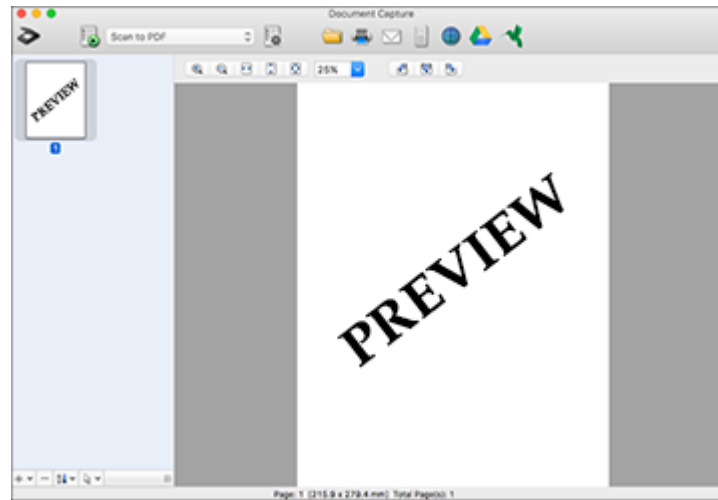 Document Capture
Scan to PDF
25%
PREVIEW
1
PREVIEW
Page: 1 (215.9 x 279.4 mm) Total Page(s): 1